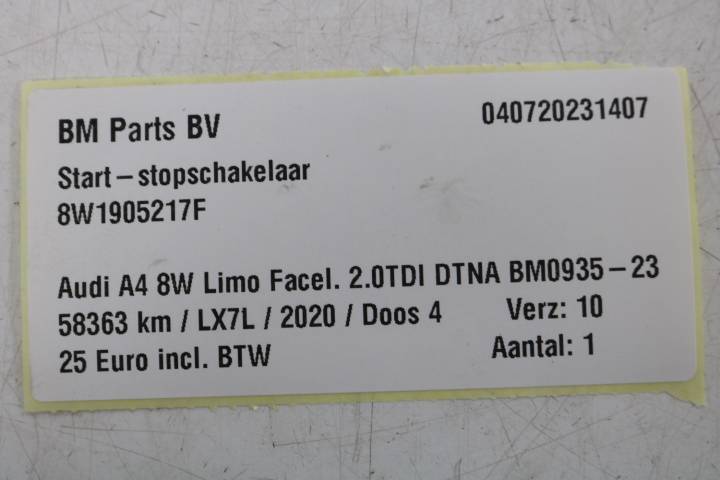 BM Parts BV 040720231407
Start-stopschakelaar
8W1905217F
Audi A4 8W Limo Facel. 2.0TDI DTNA BM0935-23
58363 km / LX7L / 2020 / Doos 4 Verz: 10
25 Euro incl. BTW Aantal: 1